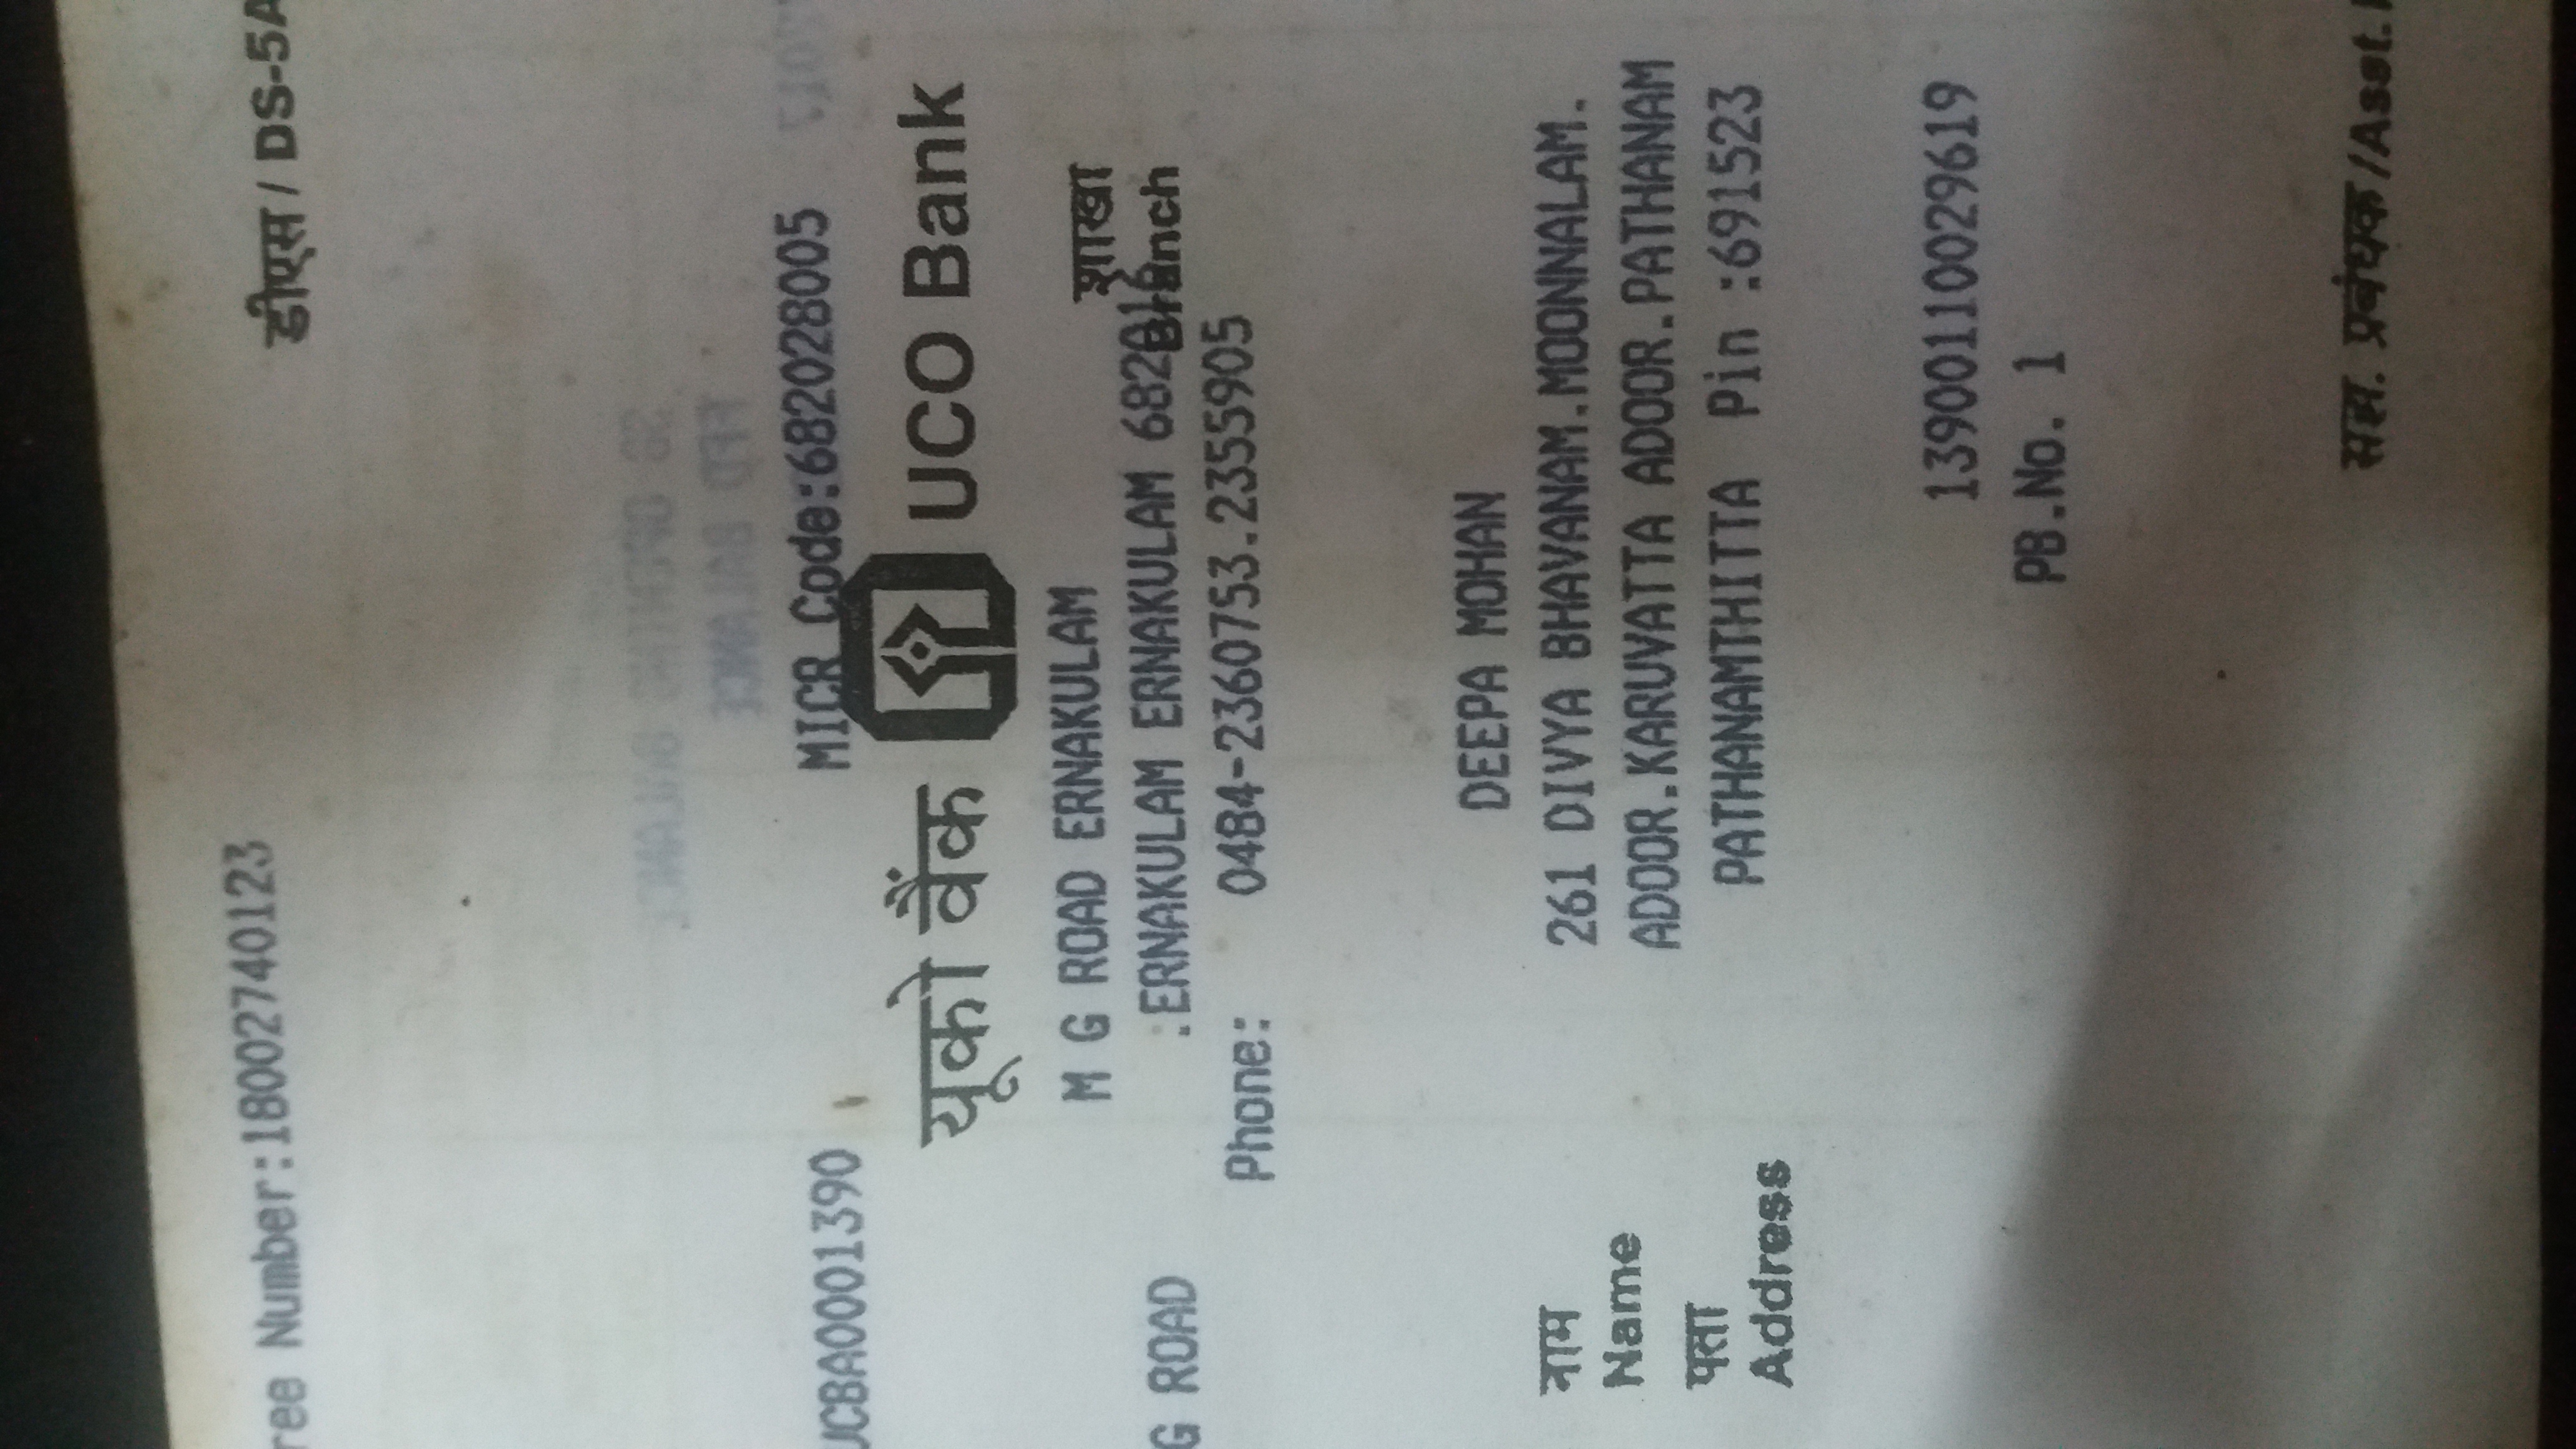 ree Number:18002740123
डीएस / DS-5A
UCBA0001390 MICR Code:682028005
यूको बैंक UCO Bank
M G ROAD ERNAKULAM शाखा
G ROAD :ERNAKULAM ERNAKULAM 682016 Branch
Phone: 0484-2360753.2355905
DEEPA MOHAN
नाम
Name
261 DIVYA BHAVANAM.MOONNALAM.
ADOOR.KARUVATTA ADOOR.PATHANAM
पता
Address
PATHANAMTHITTA Pin :691523
13900110029619
PB.No. 1
सहा. प्रबंधक /Asst.